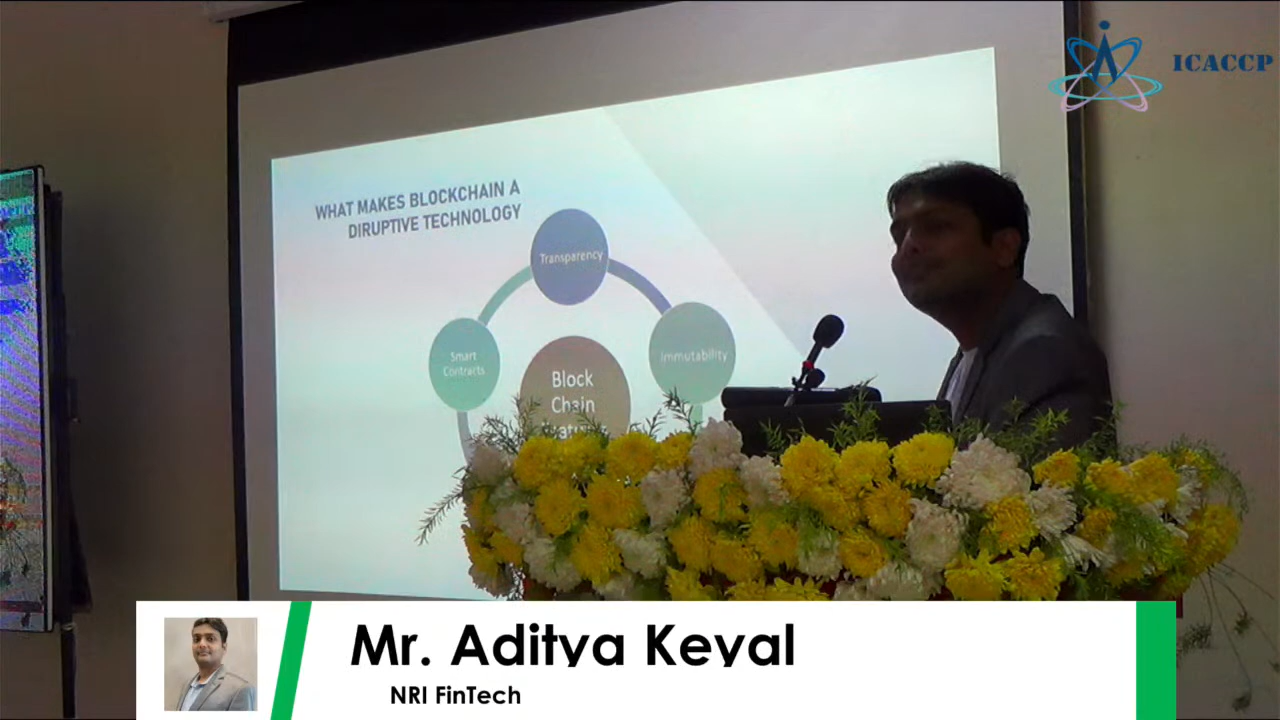 ICACCP
WHAT MAKES BLOCKCHAIN A
DIRUPTIVE TECHNOLOGY
Transparency
Smart
Contracts
Immutability
Block
Chain
Mr. Aditya Keyal
NRI FinTech